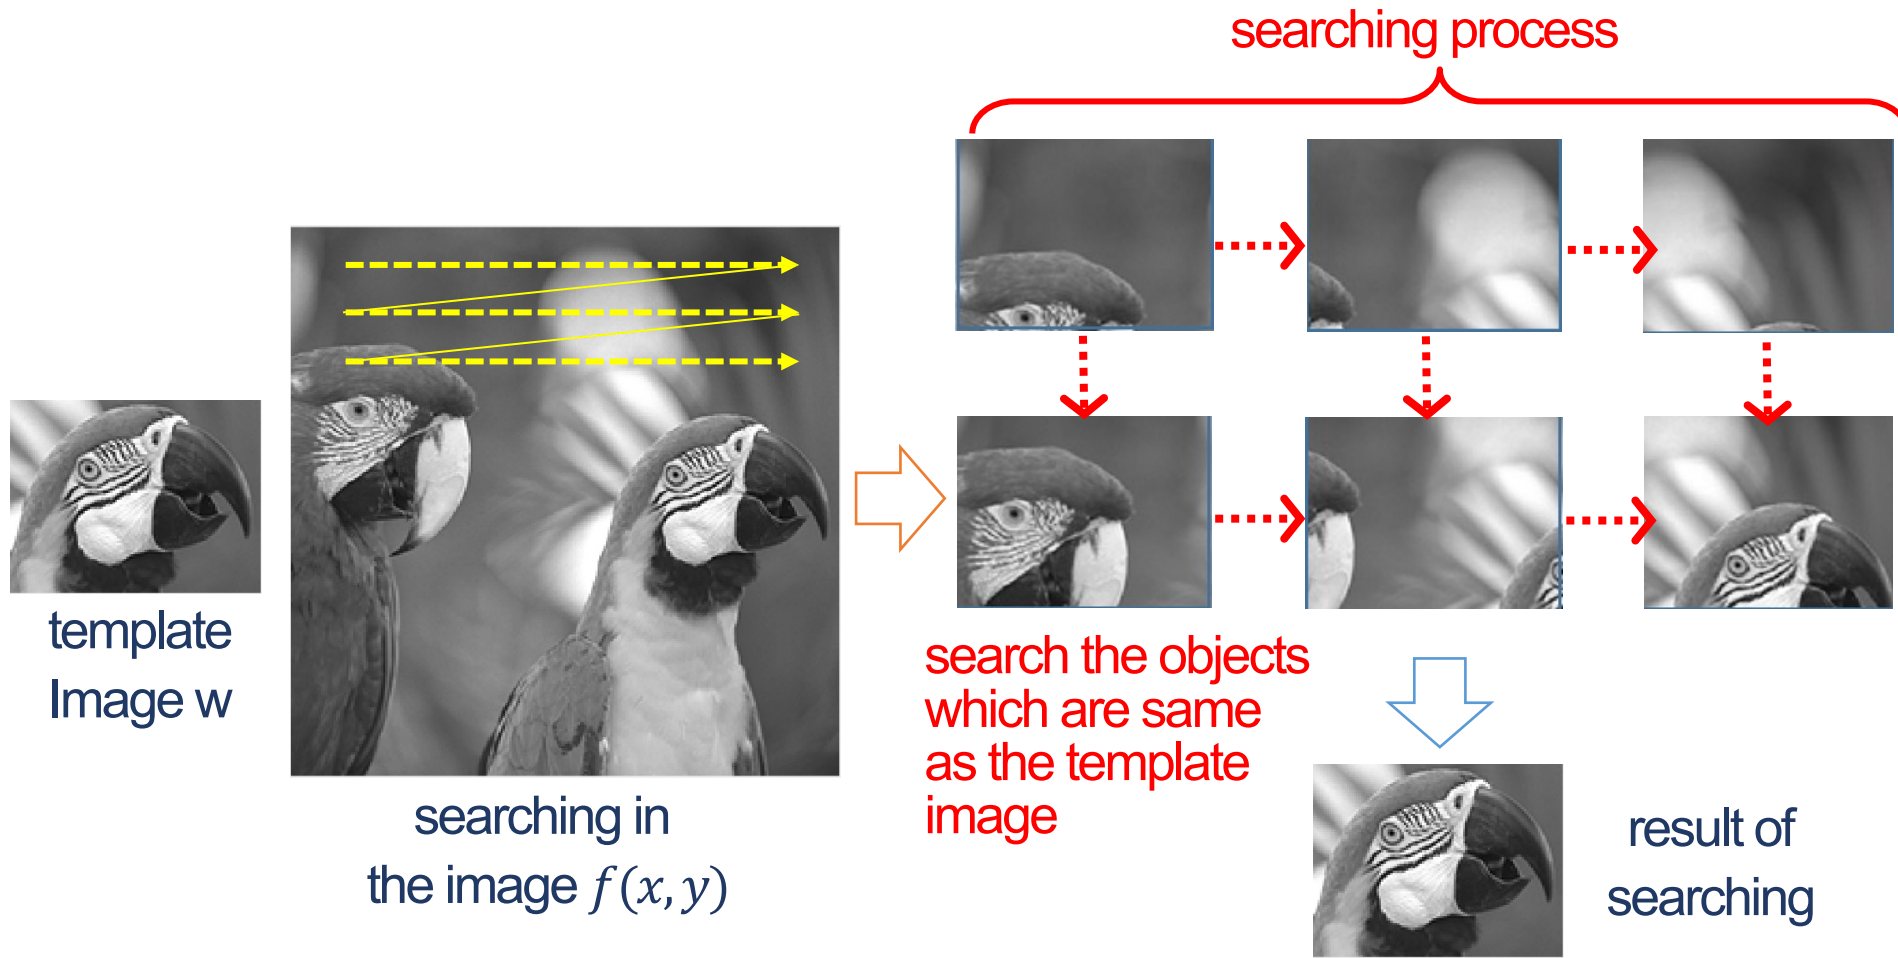 searching process
template
Image w
searching in
the image f(x, y)
search the objects
which are same
as the template
image
result of
searching